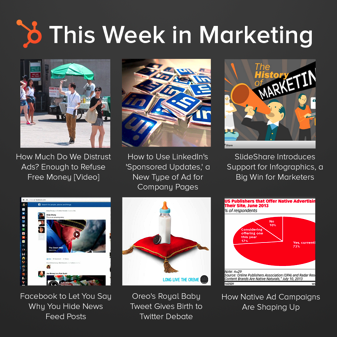 This Week in Marketing
The
History
of
MARKETIN
How Much Do We Distrust
Ads? Enough to Refuse
Free Money [Video]
How to Use LinkedIn's
'Sponsored Updates,' a
New Type of Ad for
Company Pages
SlideShare Introduces
Support for Infographics, a
Big Win for Marketers
LONG LIVE THE CREME
US Publishers that Offer Native Advertising
Their Site, June 2013
% of respondents
No
Considering
offering one
this year
Yes, currently
73%
Facebook to Let You Say
Why You Hide News
Feed Posts
Oreo's Royal Baby
Tweet Gives Birth to
Twitter Debate
How Native Ad Campaigns
Are Shaping Up